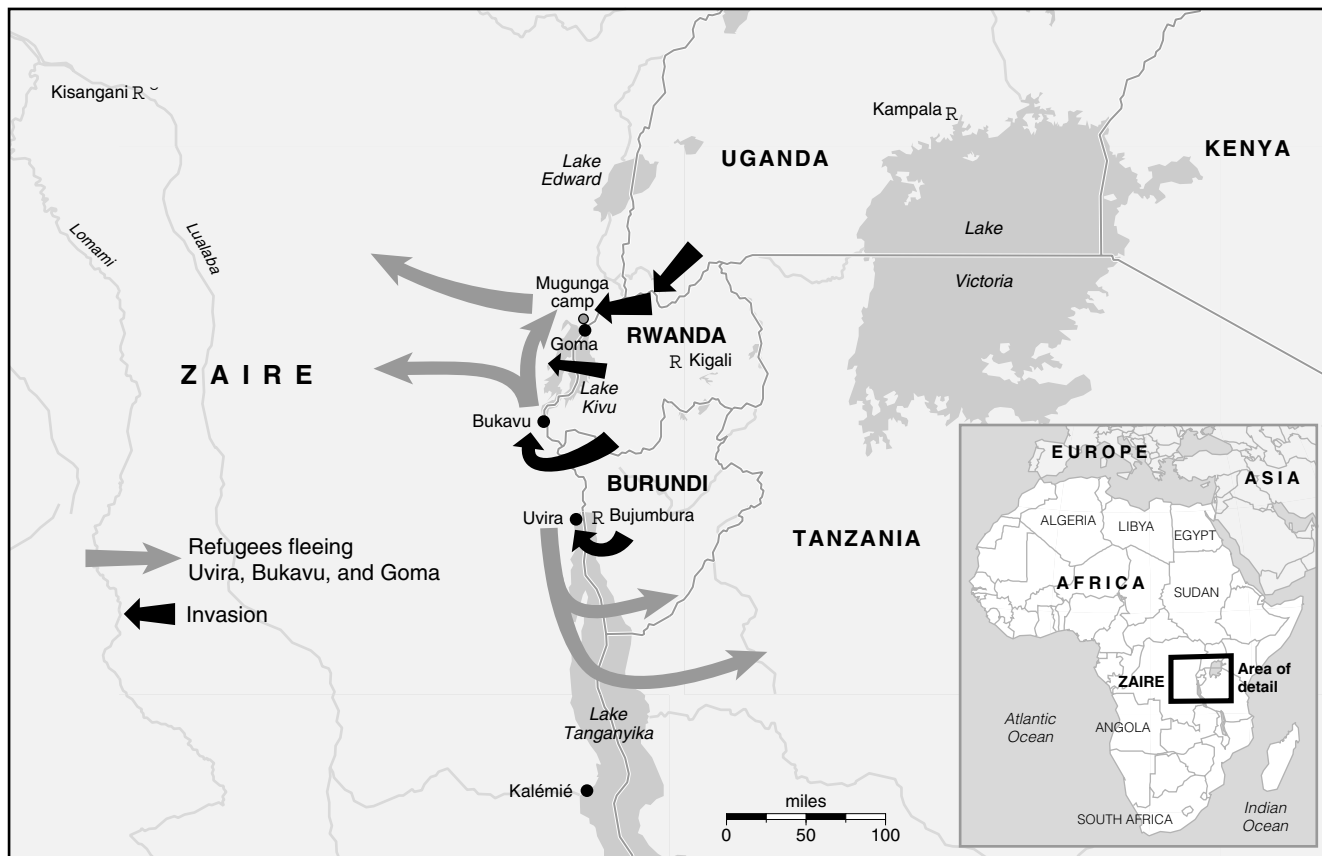 Kisangani R
Kampala R
UGANDA
KENYA
Lake
Edward
Lomami
Lualaba
Lake
Victoria
Mugunga
camp
Goma
RWANDA
R Kigali
ZAIRE
Lake
Kivu
Bukavu
BURUNDI
Uvira
R Bujumbura
TANZANIA
Refugees fleeing
Uvira, Bukavu, and Goma
Invasion
Lake
Tanganyika
Kalémié
miles
0 50 100
EUROPE
ASIA
ALGERIA
LIBYA
EGYPT
AFRICA
SUDAN
ZAIRE
Area of
detail
Atlantic
Ocean
ANGOLA
SOUTH AFRICA
Indian
Ocean